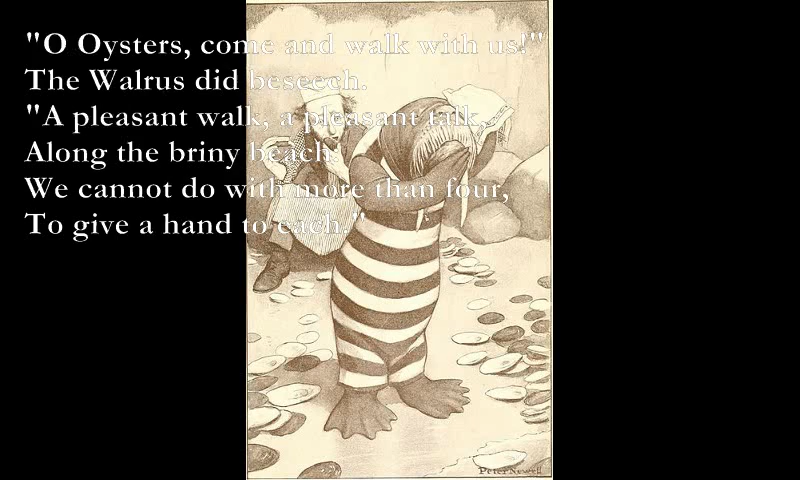 "O Oysters, come and walk with us!"
The Walrus did beseech.
"A pleasant walk, a pleasant talk,
Along the briny beach.
We cannot do with more than four,
To give a hand to each."
Peter Newell